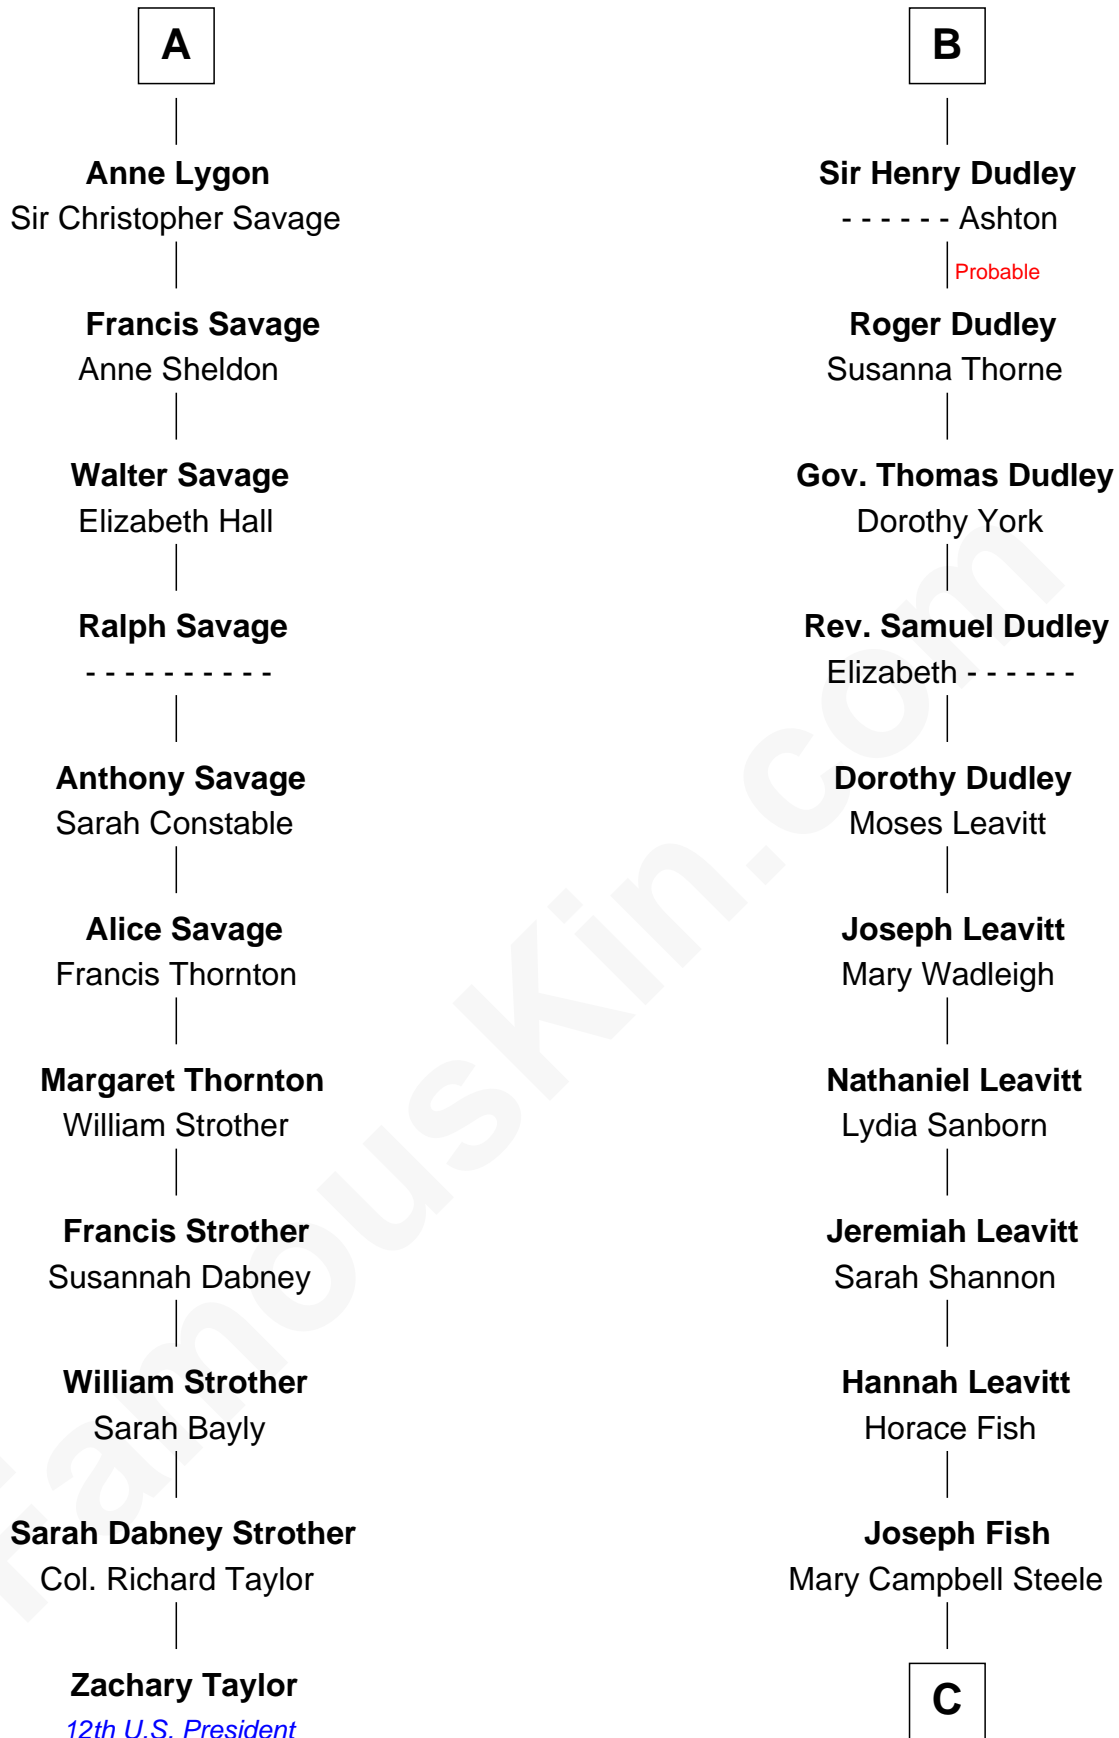 A
Anne Lygon
Sir Christopher Savage
Francis Savage
Anne Sheldon
Walter Savage
Elizabeth Hall
Ralph Savage
- - - - - - - - - -
Anthony Savage
Sarah Constable
Alice Savage
Francis Thornton
Margaret Thornton
William Strother
Francis Strother
Susannah Dabney
William Strother
Sarah Bayly
Sarah Dabney Strother
Col. Richard Taylor
Zachary Taylor
12th U.S. President
B
Sir Henry Dudley
- - - - - - Ashton
Probable
Roger Dudley
Susanna Thorne
Gov. Thomas Dudley
Dorothy York
Rev. Samuel Dudley
Elizabeth - - - - - -
Dorothy Dudley
Moses Leavitt
Joseph Leavitt
Mary Wadleigh
Nathaniel Leavitt
Lydia Sanborn
Jeremiah Leavitt
Sarah Shannon
Hannah Leavitt
Horace Fish
Joseph Fish
Mary Campbell Steele
C
FamousKin.com